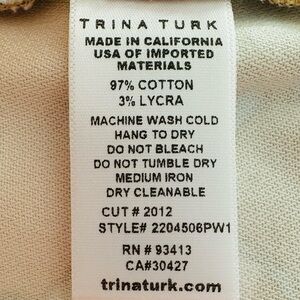 TRINA TURK
MADE IN CALIFORNIA
USA OF IMPORTED
MATERIALS
97% COTTON
3% LYCRA
MACHINE WASH COLD
HANG TO DRY
DO NOT BLEACH
DO NOT TUMBLE DRY
MEDIUM IRON
DRY CLEANABLE
CUT # 2012
STYLE# 2204506PW1
RN # 93413
CA#30427
trinaturk.com